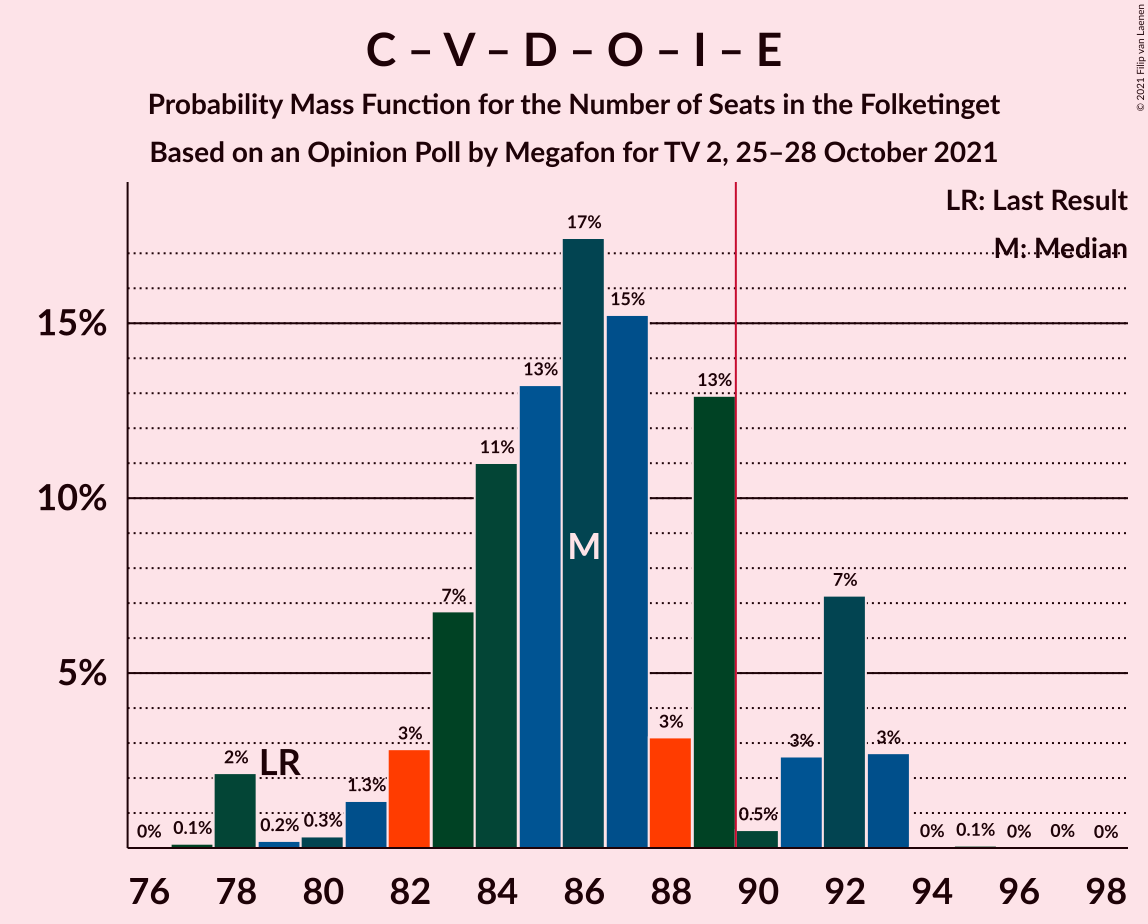 C – V – D – O – I – E
Probability Mass Function for the Number of Seats in the Folketinget
Based on an Opinion Poll by Megafon for TV 2, 25–28 October 2021
© 2021 Filip van Laenen
LR: Last Result
M: Median
15%
10%
5%
0%
0.1%
2%
LR
0.2%
0.3%
1.3%
3%
7%
11%
13%
17%
M
15%
3%
13%
0.5%
3%
7%
3%
0%
0.1%
0%
0%
0%
76 78 80 82 84 86 88 90 92 94 96 98